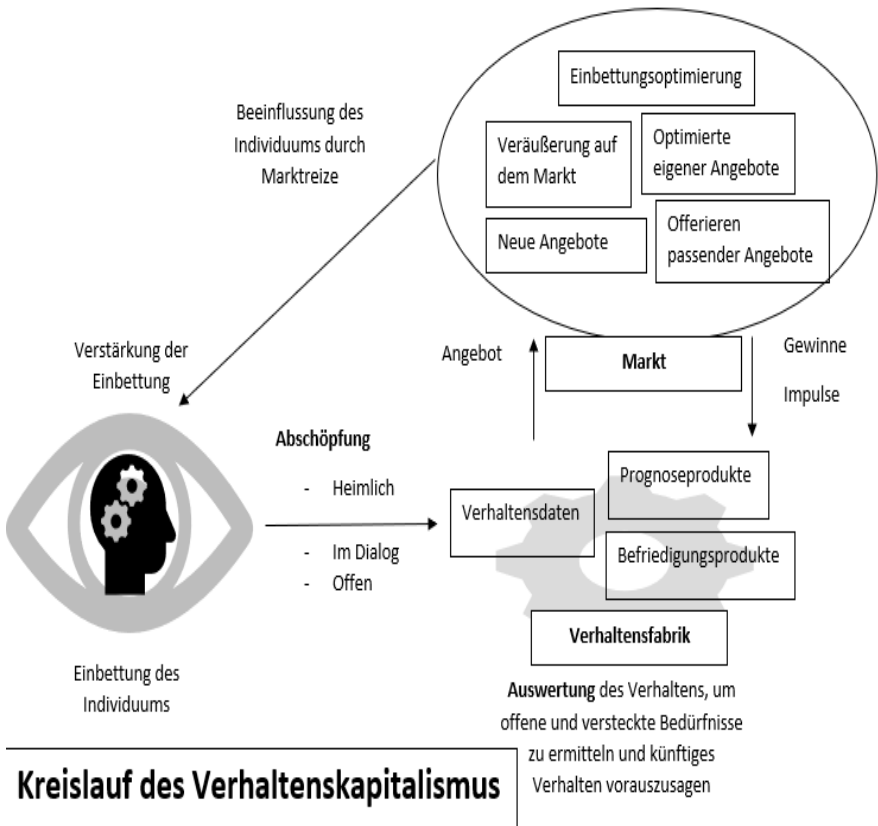 Einbettungsoptimierung
Beeinflussung des
Individuums durch
Marktreize
Veräußerung auf
dem Markt
Optimierte
eigener Angebote
Neue Angebote
Offerieren
passender Angebote
Verstärkung der
Einbettung
Angebot
Markt
Gewinne
Impulse
Abschöpfung
- Heimlich
- Im Dialog
- Offen
Verhaltensdaten
Prognoseprodukte
Befriedigungsprodukte
Verhaltensfabrik
Einbettung des
Individuums
Auswertung des Verhaltens, um
offene und versteckte Bedürfnisse
zu ermitteln und künftiges
Verhalten vorauszusagen
Kreislauf des Verhaltenskapitalismus